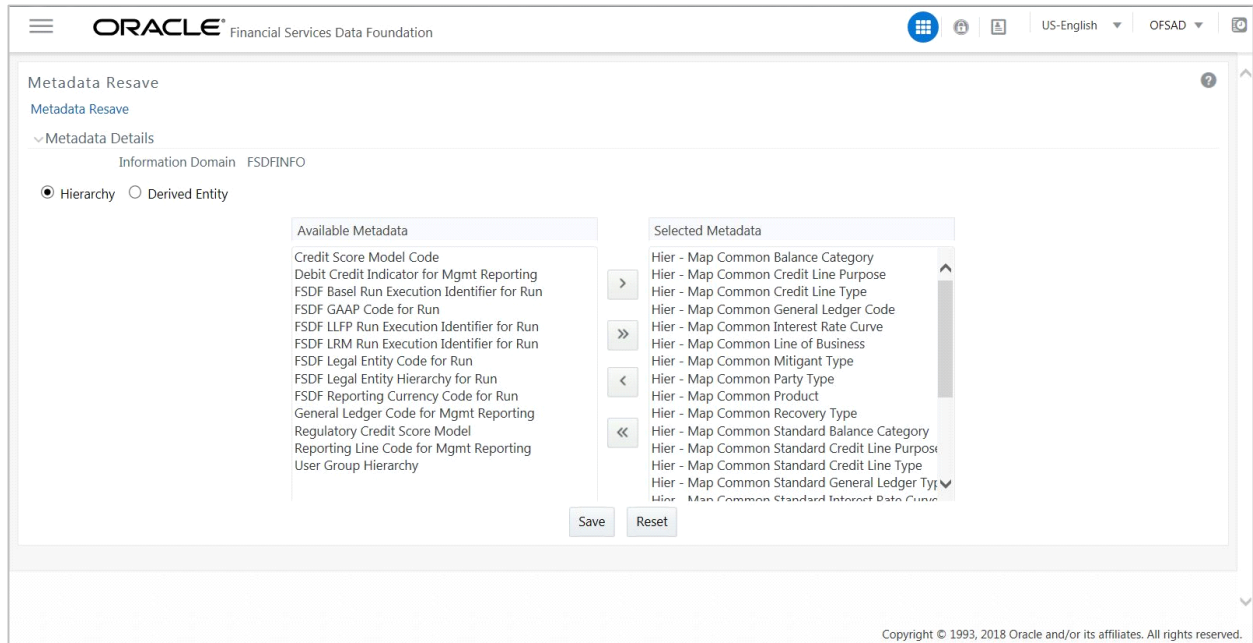 ORACLE® Financial Services Data Foundation
US-English
OFSAD
Metadata Resave
Metadata Resave
Metadata Details
Information Domain FSDFINFO
Hierarchy Derived Entity
Available Metadata
Credit Score Model Code
Debit Credit Indicator for Mgmt Reporting
FSDF Basel Run Execution Identifier for Run
FSDF GAAP Code for Run
FSDF LLFP Run Execution Identifier for Run
FSDF LRM Run Execution Identifier for Run
FSDF Legal Entity Code for Run
FSDF Legal Entity Hierarchy for Run
FSDF Reporting Currency Code for Run
General Ledger Code for Mgmt Reporting
Regulatory Credit Score Model
Reporting Line Code for Mgmt Reporting
User Group Hierarchy
Selected Metadata
Hier - Map Common Balance Category
Hier - Map Common Credit Line Purpose
Hier - Map Common Credit Line Type
Hier - Map Common General Ledger Code
Hier - Map Common Interest Rate Curve
Hier - Map Common Line of Business
Hier - Map Common Mitigant Type
Hier - Map Common Party Type
Hier - Map Common Product
Hier - Map Common Recovery Type
Hier - Map Common Standard Balance Category
Hier - Map Common Standard Credit Line Purpose
Hier - Map Common Standard Credit Line Type
Hier - Map Common Standard General Ledger Typ
Hier - Map Common Standard Interest Rate Curve
Save Reset
Copyright © 1993, 2018 Oracle and/or its affiliates. All rights reserved.